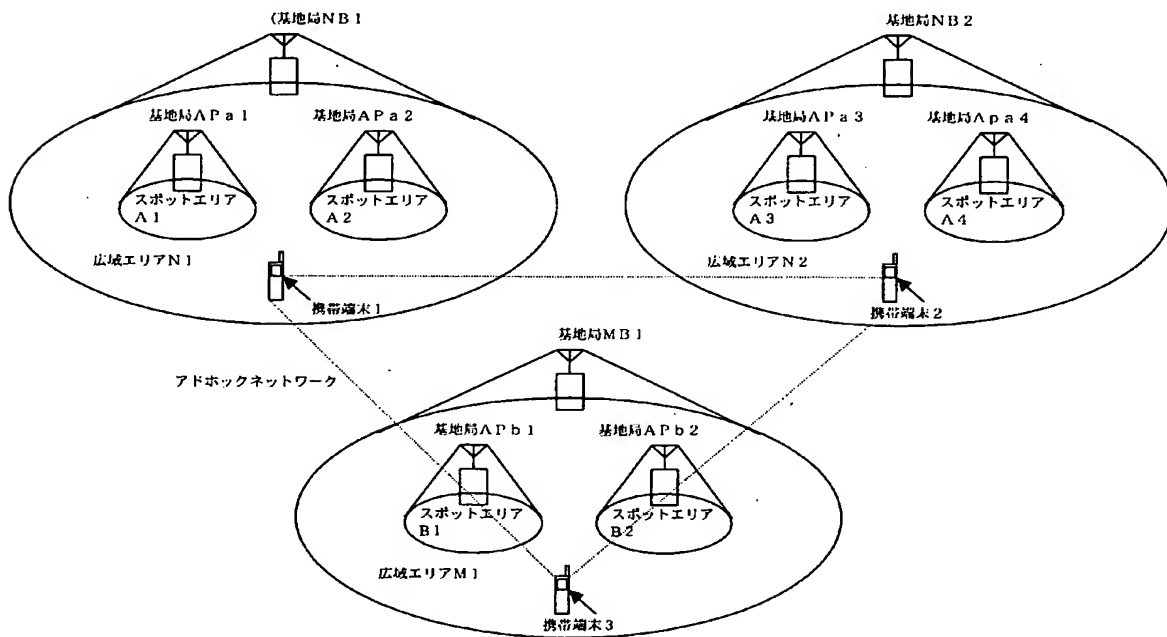 (基地局NB1
基地局NB2
基地局APa1
基地局APa2
基地局APa3
基地局Apa4
スポットエリア
A1
スポットエリア
A2
スポットエリア
A3
スポットエリア
A4
広域エリアN1
広域エリアN2
携帯端末1
携帯端末2
基地局MB1
アドホックネットワーク
基地局APb1
基地局APb2
スポットエリア
B1
スポットエリア
B2
広域エリアM1
携帯端末3